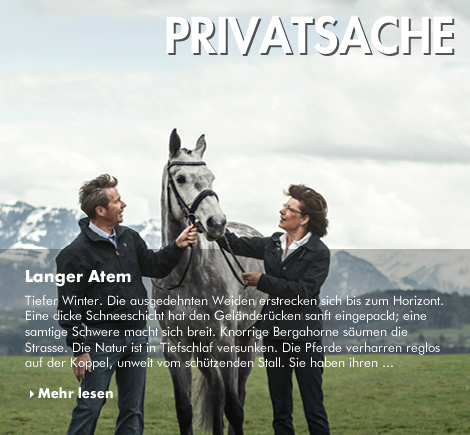 PRIVATSACHE
Langer Atem
Tiefer Winter. Die ausgedehnten Weiden erstrecken sich bis zum Horizont.
Eine dicke Schneeschicht hat den Geländerücken sanft eingepackt; eine
samtige Schwere macht sich breit. Knorrige Bergahorne säumen die
Strasse. Die Natur ist in Tiefschlaf versunken. Die Pferde verharren reglos
auf der Koppel, unweit vom schützenden Stall. Sie haben ihren ...
Mehr lesen